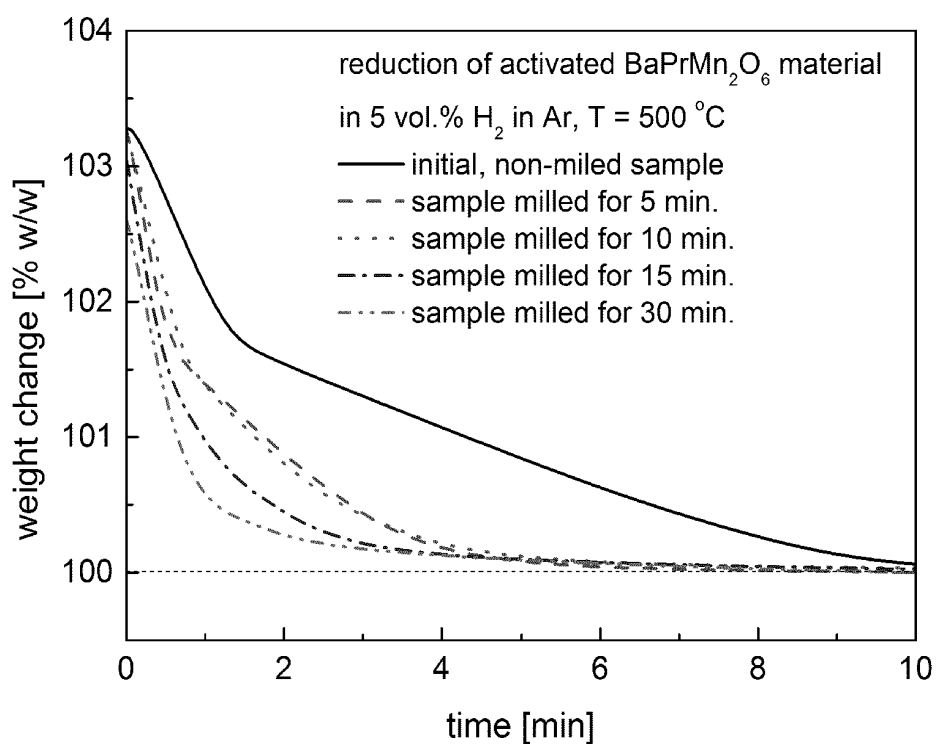 104
103
102
101
100
weight change [% w/w]
reduction of activated BaPrMn₂O₆ material
in 5 vol.% H₂ in Ar, T = 500 °C
initial, non-miled sample
sample milled for 5 min.
sample milled for 10 min.
sample milled for 15 min.
sample milled for 30 min.
0 2 4 6 8 10
time [min]